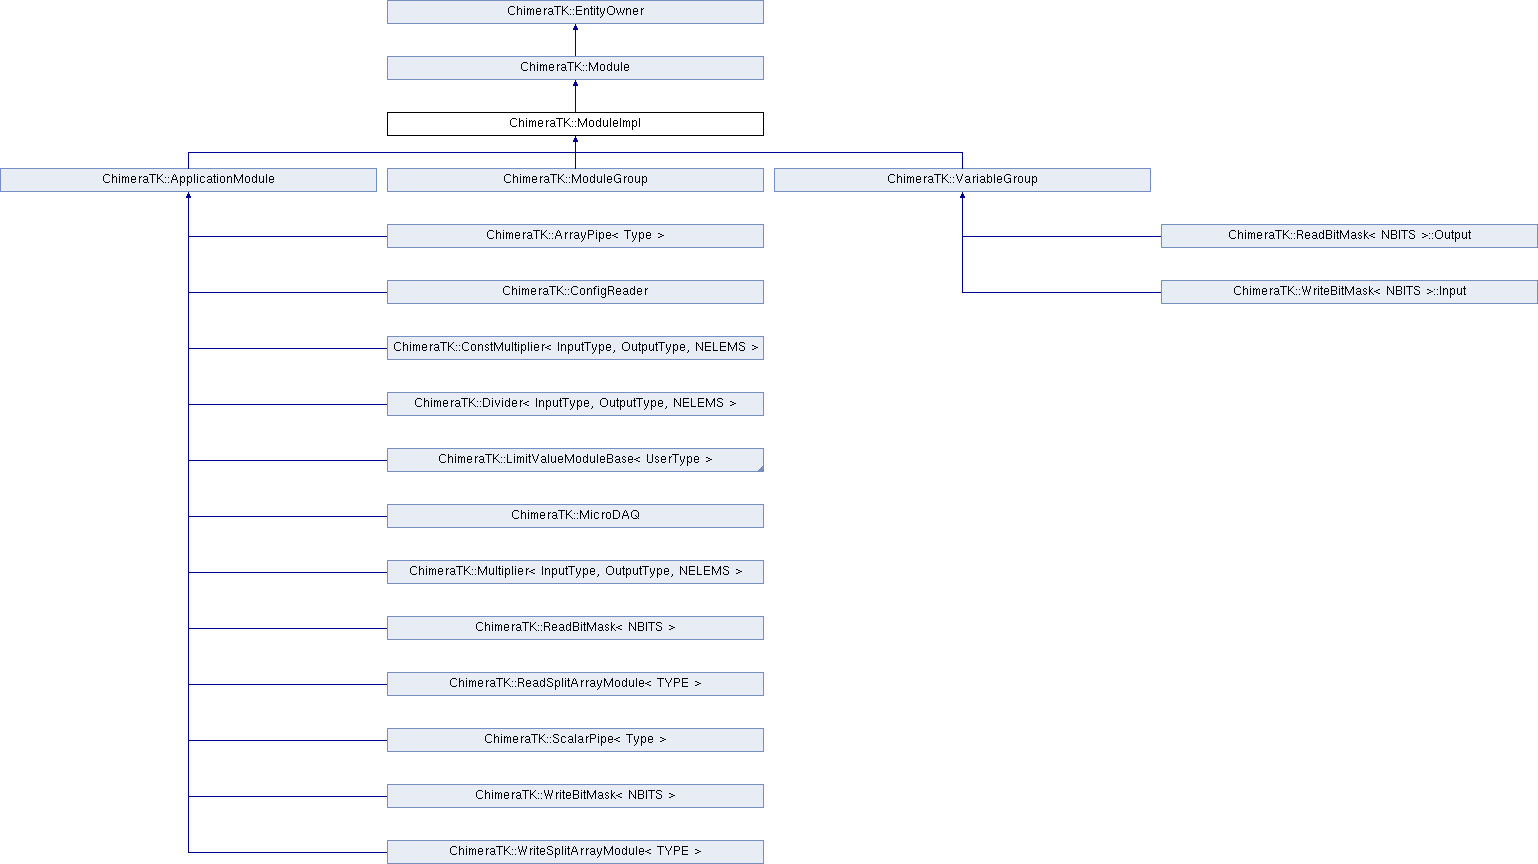 ChimeraTK::EntityOwner
ChimeraTK::Module
ChimeraTK::ModuleImpl
ChimeraTK::ApplicationModule
ChimeraTK::ModuleGroup
ChimeraTK::VariableGroup
ChimeraTK::ArrayPipe< Type >
ChimeraTK::ReadBitMask< NBITS >::Output
ChimeraTK::ConfigReader
ChimeraTK::WriteBitMask< NBITS >::Input
ChimeraTK::ConstMultiplier< InputType, OutputType, NELEMS >
ChimeraTK::Divider< InputType, OutputType, NELEMS >
ChimeraTK::LimitValueModuleBase< UserType >
ChimeraTK::MicroDAQ
ChimeraTK::Multiplier< InputType, OutputType, NELEMS >
ChimeraTK::ReadBitMask< NBITS >
ChimeraTK::ReadSplitArrayModule< TYPE >
ChimeraTK::ScalarPipe< Type >
ChimeraTK::WriteBitMask< NBITS >
ChimeraTK::WriteSplitArrayModule< TYPE >